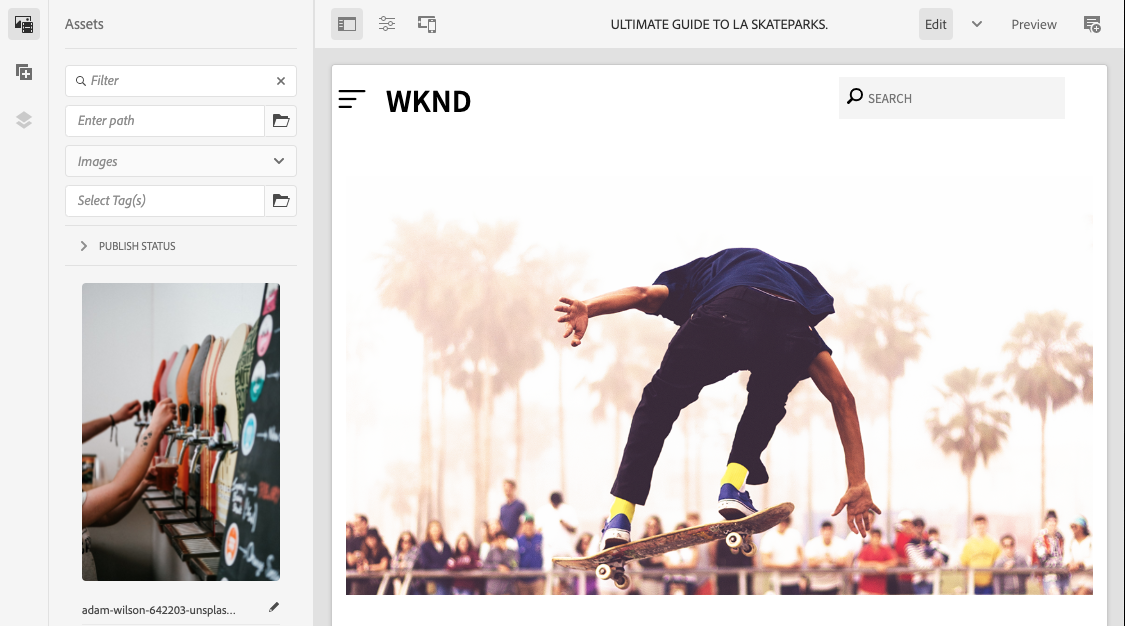 Assets
ULTIMATE GUIDE TO LA SKATEPARKS.
Edit
Preview
Filter
Enter path
Images
Select Tag(s)
PUBLISH STATUS
adam-wilson-642203-unsplas...
WKND
SEARCH